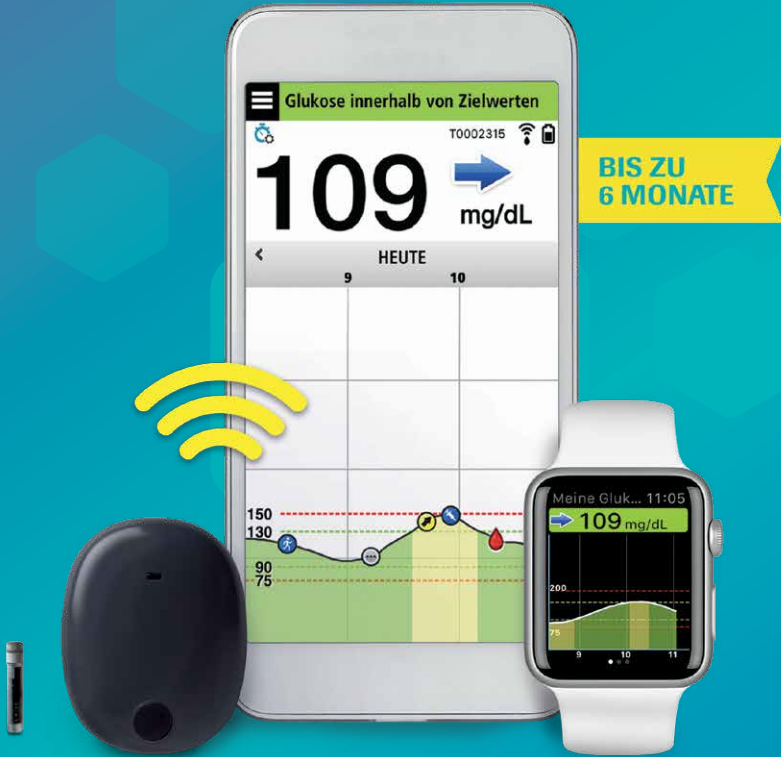 Glukose innerhalb von Zielwerten
T0002315
109
mg/dL
HEUTE
9 10
150
130
90
75
BIS ZU
6 MONATE
Meine Gluk... 11:05
109 mg/dL
200
75
9 10 11